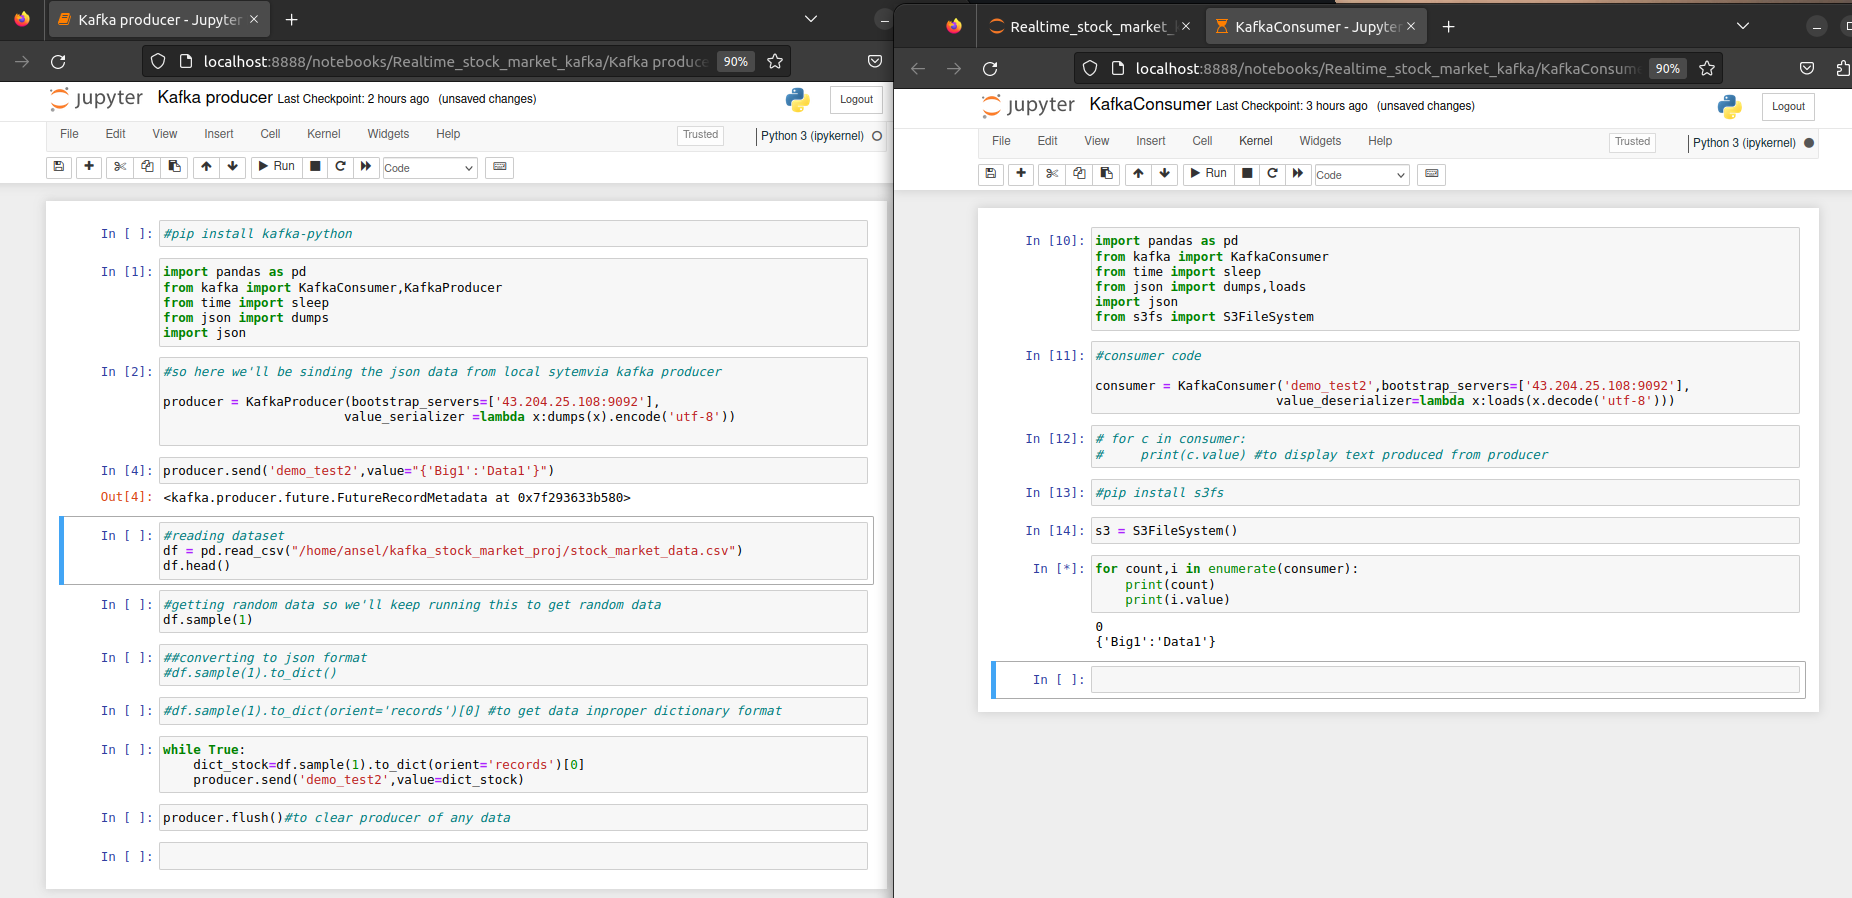 Kafka producer - Jupyter
localhost:8888/notebooks/Realtime_stock_market_kafka/Kafka produce
90%
jupyter Kafka producer Last Checkpoint: 2 hours ago (unsaved changes)
Logout
File Edit View Insert Cell Kernel Widgets Help
Trusted
Python 3 (ipykernel)
Run
Code
In [ ]: #pip install kafka-python
In [1]: import pandas as pd
from kafka import KafkaConsumer,KafkaProducer
from time import sleep
from json import dumps
import json
In [2]: #so here we'll be sinding the json data from local sytemvia kafka producer
producer = KafkaProducer(bootstrap_servers=['43.204.25.108:9092'],
value_serializer =lambda x:dumps(x).encode('utf-8'))
In [4]: producer.send('demo_test2',value="{'Big1':'Data1'}")
Out[4]: <kafka.producer.future.FutureRecordMetadata at 0x7f293633b580>
In [ ]: #reading dataset
df = pd.read_csv("/home/ansel/kafka_stock_market_proj/stock_market_data.csv")
df.head()
In [ ]: #getting random data so we'll keep running this to get random data
df.sample(1)
In [ ]: ##converting to json format
#df.sample(1).to_dict()
In [ ]: #df.sample(1).to_dict(orient='records')[0] #to get data inproper dictionary format
In [ ]: while True:
dict_stock=df.sample(1).to_dict(orient='records')[0]
producer.send('demo_test2',value=dict_stock)
In [ ]: producer.flush()#to clear producer of any data
In [ ]:
Realtime_stock_market_
KafkaConsumer - Jupyter
localhost:8888/notebooks/Realtime_stock_market_kafka/KafkaConsum
90%
jupyter KafkaConsumer Last Checkpoint: 3 hours ago (unsaved changes)
Logout
File Edit View Insert Cell Kernel Widgets Help
Trusted
Python 3 (ipykernel)
Run
Code
In [10]: import pandas as pd
from kafka import KafkaConsumer
from time import sleep
from json import dumps,loads
import json
from s3fs import S3FileSystem
In [11]: #consumer code
consumer = KafkaConsumer('demo_test2',bootstrap_servers=['43.204.25.108:9092'],
value_deserializer=lambda x:loads(x.decode('utf-8')))
In [12]: # for c in consumer:
#     print(c.value) #to display text produced from producer
In [13]: #pip install s3fs
In [14]: s3 = S3FileSystem()
In [*]: for count,i in enumerate(consumer):
print(count)
print(i.value)
0
{'Big1':'Data1'}
In [ ]: